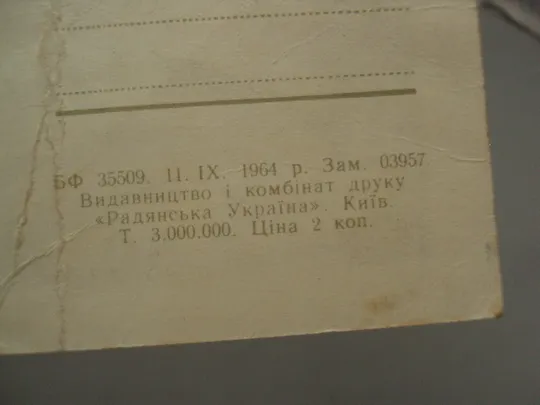 БФ 35509. 11. IX. 1964 р. Зам. 03957
Видавництво і комбінат друку
«Радянська Україна». Київ.
Т. 3.000.000. Ціна 2 коп.